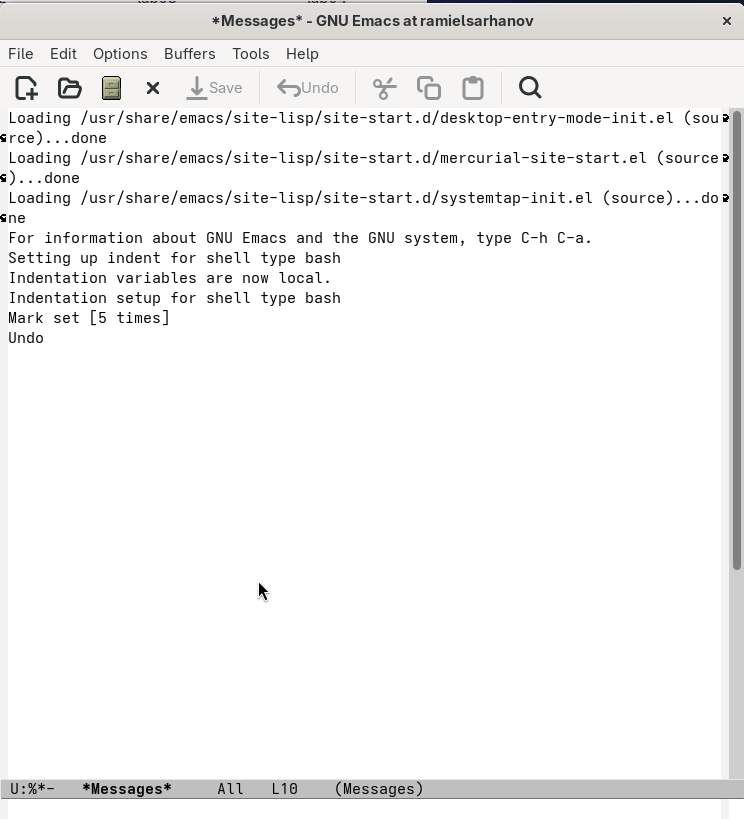 *Messages* - GNU Emacs at ramielsarhanov
File Edit Options Buffers Tools Help
Save Undo
Loading /usr/share/emacs/site-lisp/site-start.d/desktop-entry-mode-init.el (sou
rce)...done
Loading /usr/share/emacs/site-lisp/site-start.d/mercurial-site-start.el (source
)...done
Loading /usr/share/emacs/site-lisp/site-start.d/systemtap-init.el (source)...do
ne
For information about GNU Emacs and the GNU system, type C-h C-a.
Setting up indent for shell type bash
Indentation variables are now local.
Indentation setup for shell type bash
Mark set [5 times]
Undo
U:%*- *Messages* All L10 (Messages)